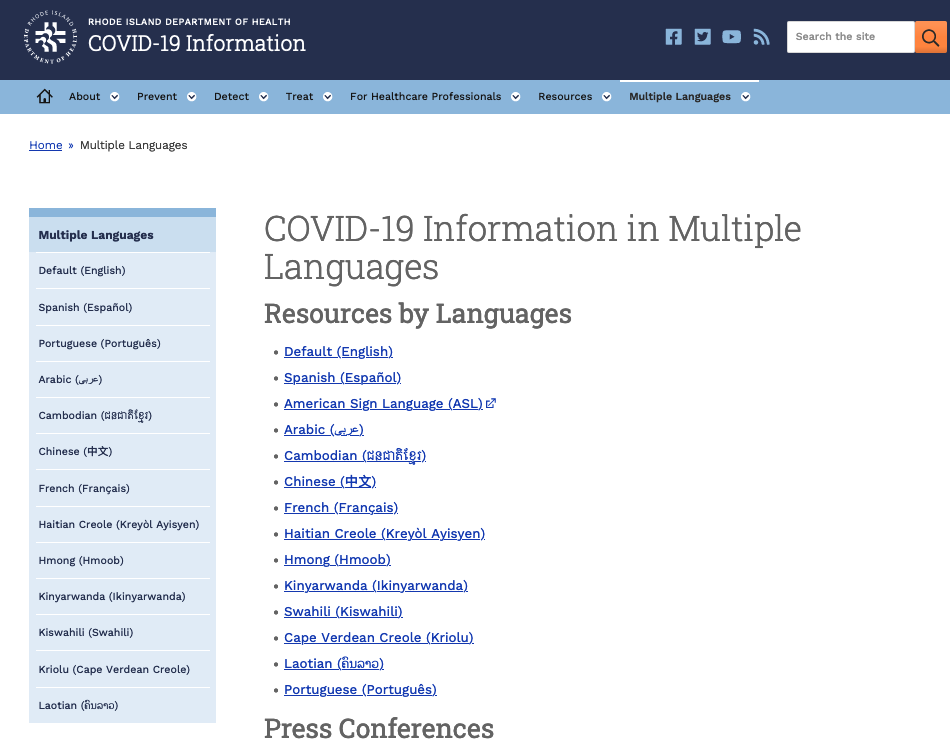 RHODE ISLAND DEPARTMENT OF HEALTH
COVID-19 Information
Search the site
About
Prevent
Detect
Treat
For Healthcare Professionals
Resources
Multiple Languages
Home » Multiple Languages
Multiple Languages
Default (English)
Spanish (Español)
Portuguese (Português)
Arabic (عربى)
Cambodian (ជនជាតិខ្មែរ)
Chinese (中文)
French (Français)
Haitian Creole (Kreyòl Ayisyen)
Hmong (Hmoob)
Kinyarwanda (Ikinyarwanda)
Kiswahili (Swahili)
Kriolu (Cape Verdean Creole)
Laotian (ຄົນລາວ)
COVID-19 Information in Multiple
Languages
Resources by Languages
• Default (English)
• Spanish (Español)
• American Sign Language (ASL)
• Arabic (عربى)
• Cambodian (ជនជាតិខ្មែរ)
• Chinese (中文)
• French (Français)
• Haitian Creole (Kreyòl Ayisyen)
• Hmong (Hmoob)
• Kinyarwanda (Ikinyarwanda)
• Swahili (Kiswahili)
• Cape Verdean Creole (Kriolu)
• Laotian (ຄົນລາວ)
• Portuguese (Português)
Press Conferences